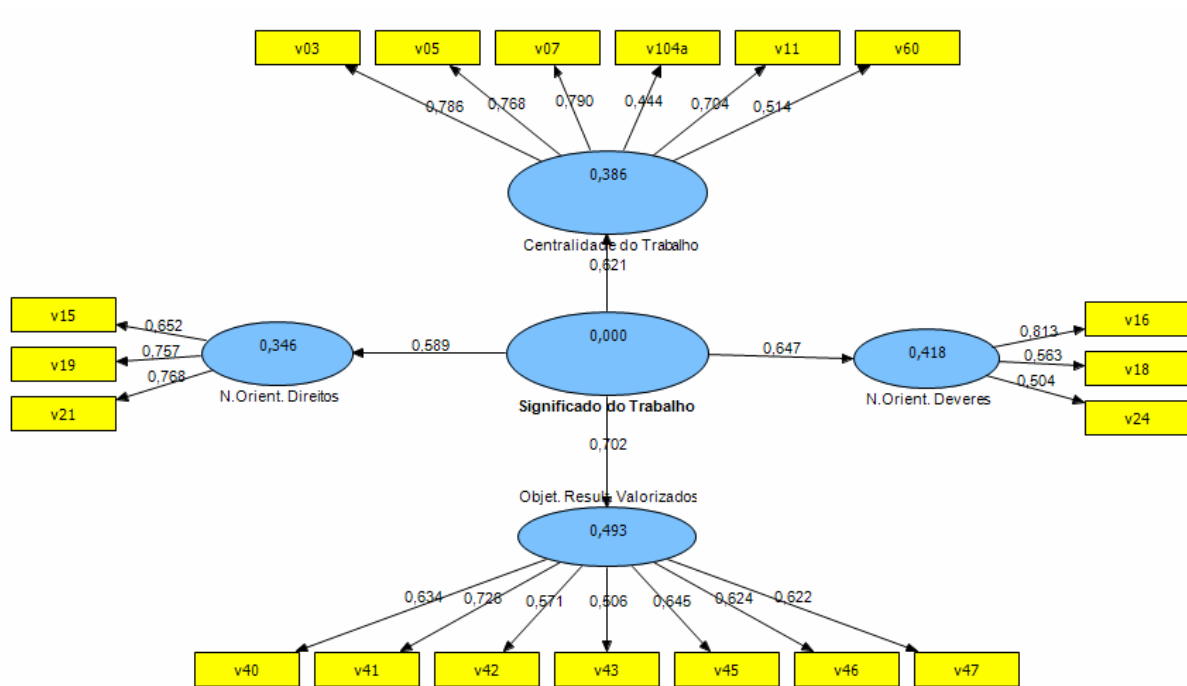 v03 v05 v07 v104a v11 v60
0,786 0,768 0,790 0,444 0,704 0,514
0,386
Centralidade do Trabalho
0,621
v15
v19
v21
0,652
0,757
0,768
0,346
N.Orient. Direitos
0,589
0,000
Significado do Trabalho
0,647
0,418
N.Orient. Deveres
0,813
0,563
0,504
v16
v18
v24
0,702
Objet. Result. Valorizados
0,493
0,634 0,728 0,571 0,506 0,645 0,624 0,622
v40 v41 v42 v43 v45 v46 v47